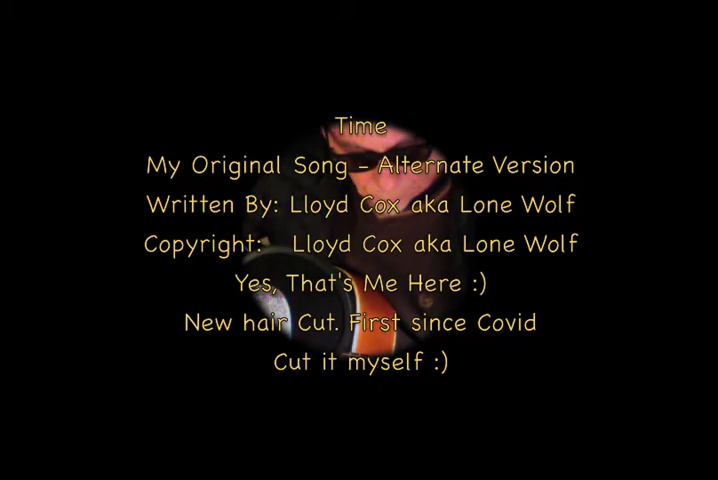 Time
My Original Song - Alternate Version
Written By: Lloyd Cox aka Lone Wolf
Copyright: Lloyd Cox aka Lone Wolf
Yes, That's Me Here :)
New hair Cut. First since Covid
Cut it myself :)